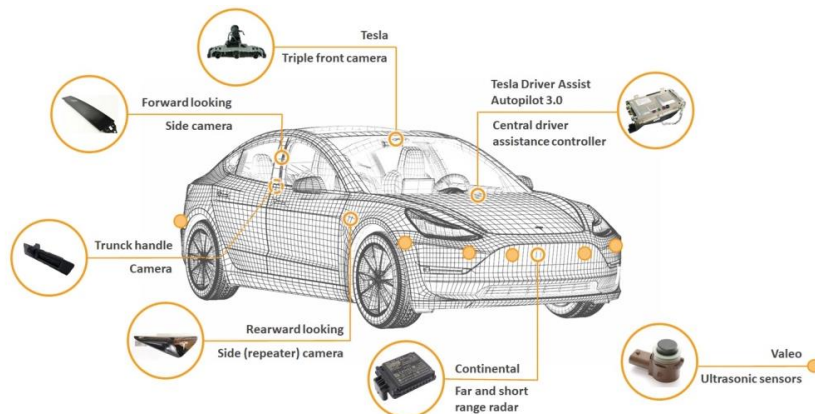 Tesla
Triple front camera
Forward looking
Side camera
Tesla Driver Assist
Autopilot 3.0
Central driver
assistance controller
Trunck handle
Camera
Rearward looking
Side (repeater) camera
Continental
Far and short
range radar
Valeo
Ultrasonic sensors